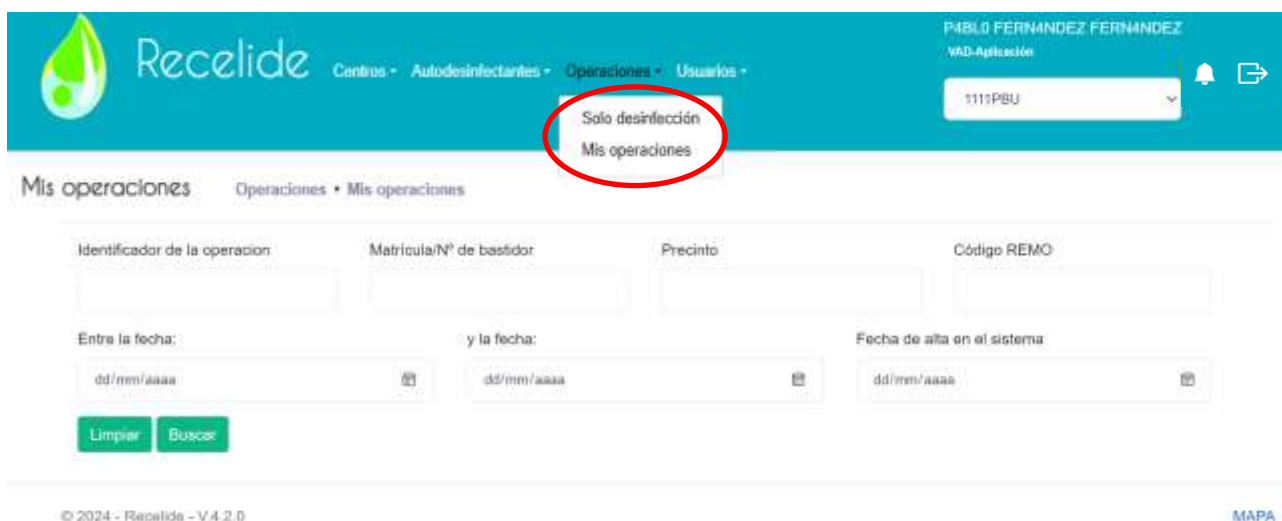 P4BL0 FERN4NDEZ FERN4NDEZ
VAD-Aplicación
Recelide
Centros Autodesinfectantes Operaciones Usuarios
1111PBU
Solo desinfección
Mis operaciones
Mis operaciones
Operaciones • Mis operaciones
Identificador de la operacion
Matricula/Nº de bastidor
Precinto
Código REMO
Entre la fecha:
y la fecha:
Fecha de alta en el sistema
dd/mm/aaaa
dd/mm/aaaa
dd/mm/aaaa
Limpiar
Buscar
© 2024 - Recelide - V.4.2.0
MAPA